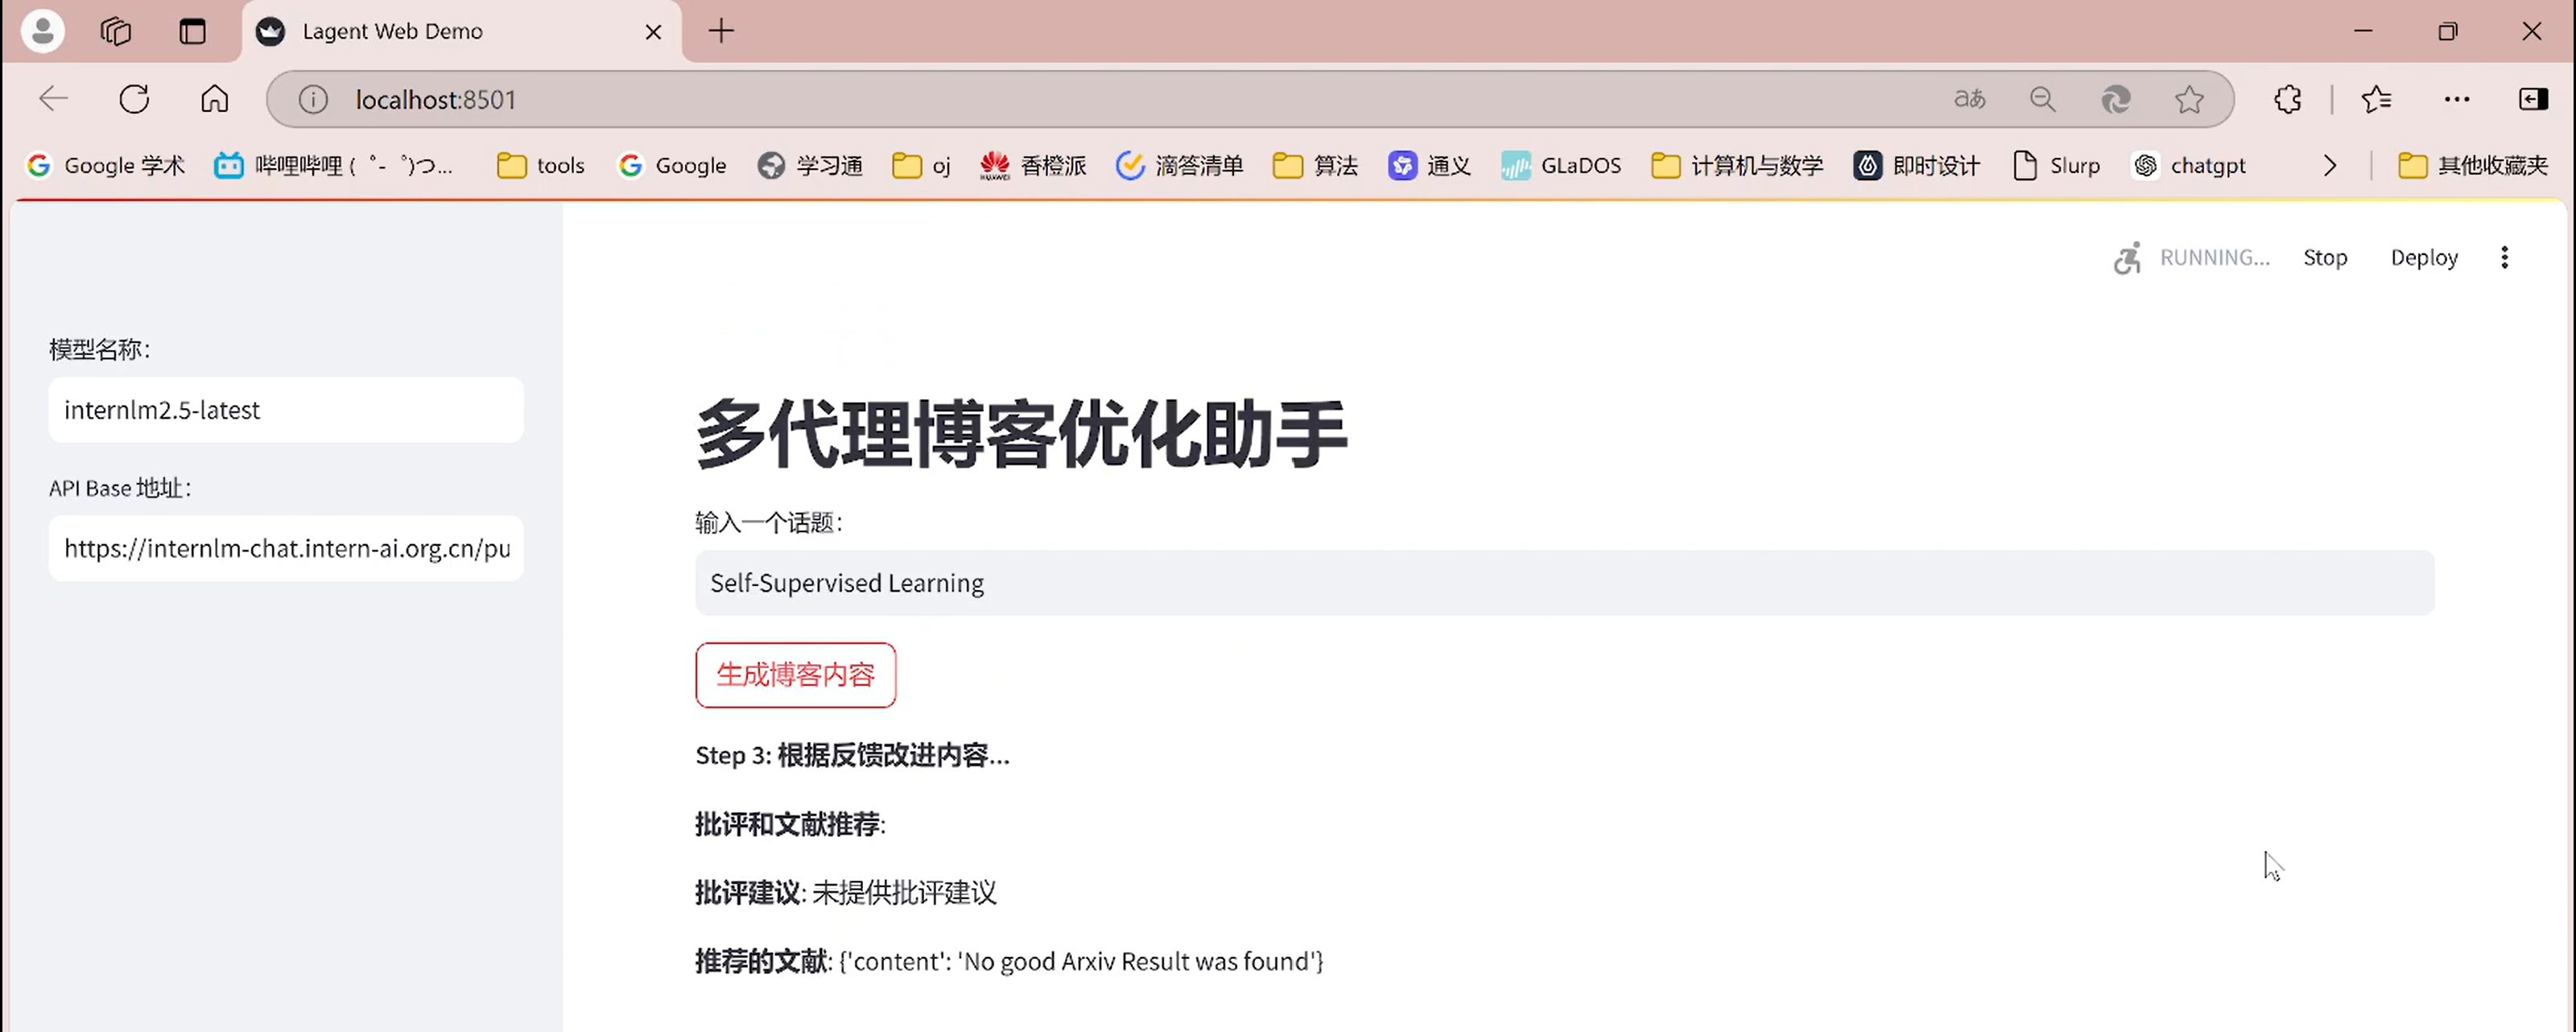 Lagent Web Demo
localhost:8501
aあ
Google 学术
哔哩哔哩 (゜-゜)つ...
tools
Google
学习通
oj
HUAWEI
香橙派
滴答清单
算法
通义
GLaDOS
计算机与数学
即时设计
Slurp
chatgpt
其他收藏夹
RUNNING...
Stop
Deploy
模型名称：
internlm2.5-latest
API Base 地址：
https://internlm-chat.intern-ai.org.cn/pu
多代理博客优化助手
输入一个话题：
Self-Supervised Learning
生成博客内容
Step 3: 根据反馈改进内容...
批评和文献推荐:
批评建议: 未提供批评建议
推荐的文献: {'content': 'No good Arxiv Result was found'}